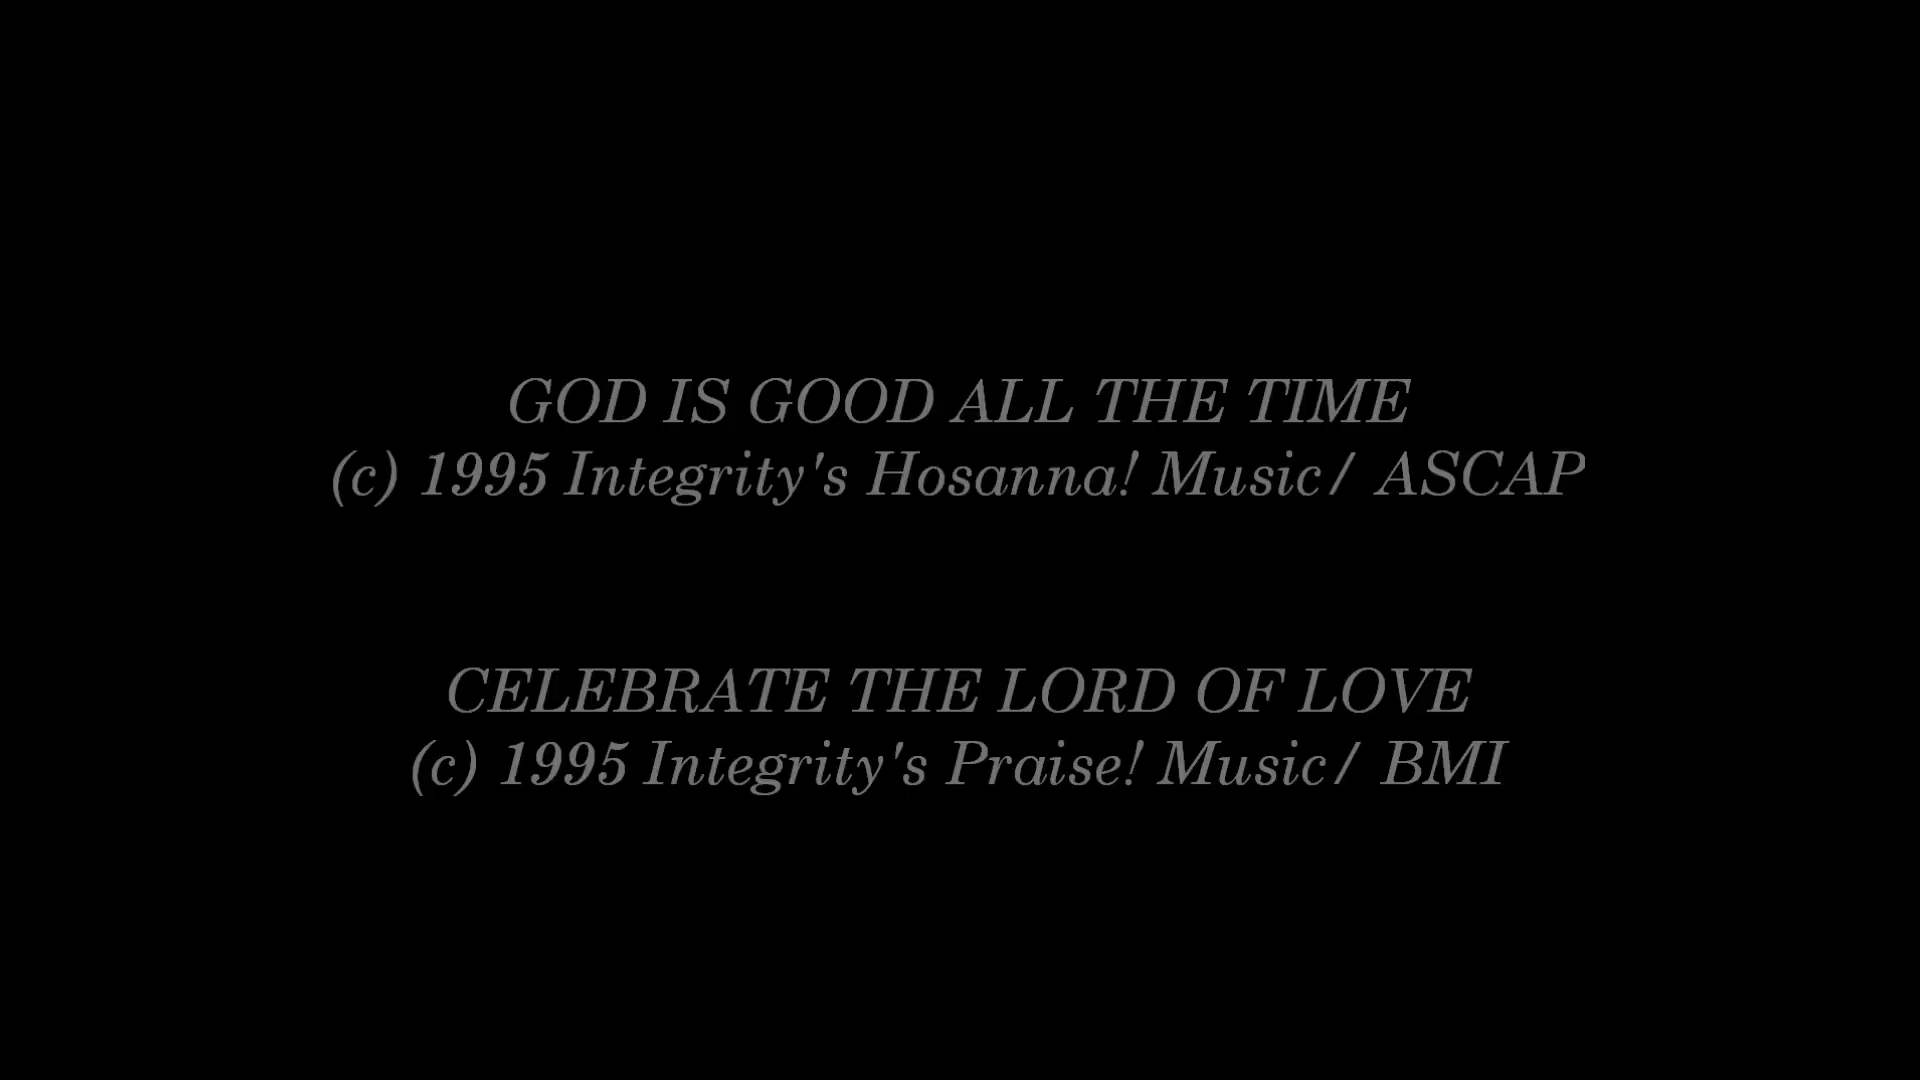 GOD IS GOOD ALL THE TIME
(c) 1995 Integrity's Hosanna! Music/ ASCAP
CELEBRATE THE LORD OF LOVE
(c) 1995 Integrity's Praise! Music/ BMI